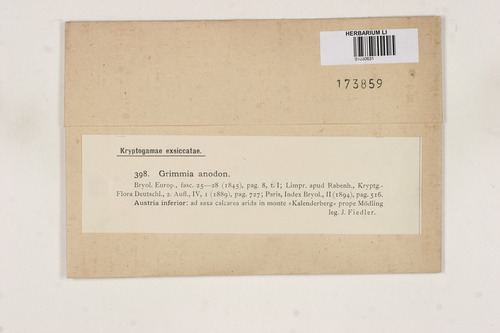 HERBARIUM LI
173859
Kryptogamae exsiccatae.
398. Grimmia anodon.
Bryol. Europ., fasc. 25—28 (1845), pag. 8, t. I; Limpr. apud Rabenh., Kryptg.-
Flora Deutschl., 2. Aufl., IV, 1 (1889), pag. 727; Paris, Index Bryol., II (1894), pag. 516.
Austria inferior: ad saxa calcarea arida in monte »Kalenderberg« prope Mödling
leg. J. Fiedler.